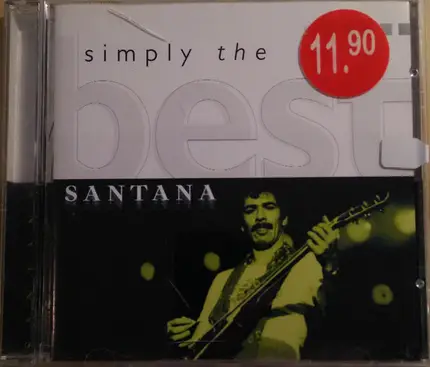 simply the
best
11.90
SANTANA